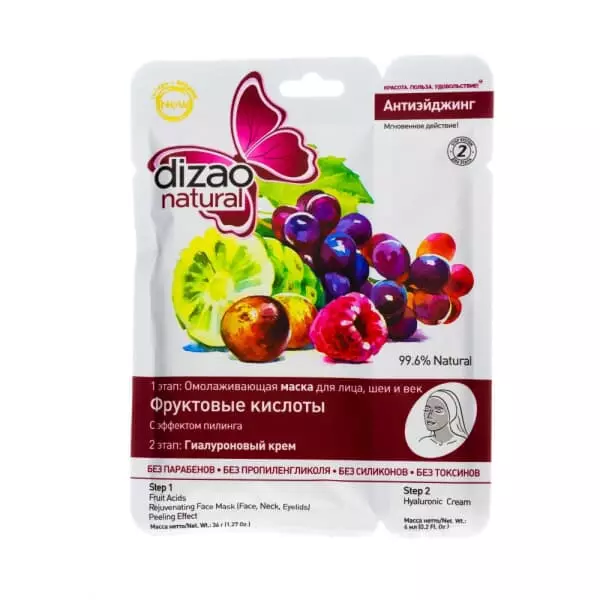 КРАСОТА. ПОЛЬЗА. УДОВОЛЬСТВИЕ!
Антиэйджинг
Мгновенное действие!
2
dizao
natural
99.6% Natural
1 этап: Омолаживающая маска для лица, шеи и век
Фруктовые кислоты
С эффектом пилинга
2 этап: Гиалуроновый крем
БЕЗ ПАРАБЕНОВ • БЕЗ ПРОПИЛЕНГЛИКОЛЯ • БЕЗ СИЛИКОНОВ • БЕЗ ТОКСИНОВ
Step 1
Fruit Acids
Rejuvenating Face Mask (Face, Neck, Eyelids)
Peeling Effect
Масса нетто/Net. Wt.: 36 г (1.27 Oz.)
Step 2
Hyaluronic Cream
Масса нетто/Net. Wt.:
6 мл (0.2 Fl. Oz.)